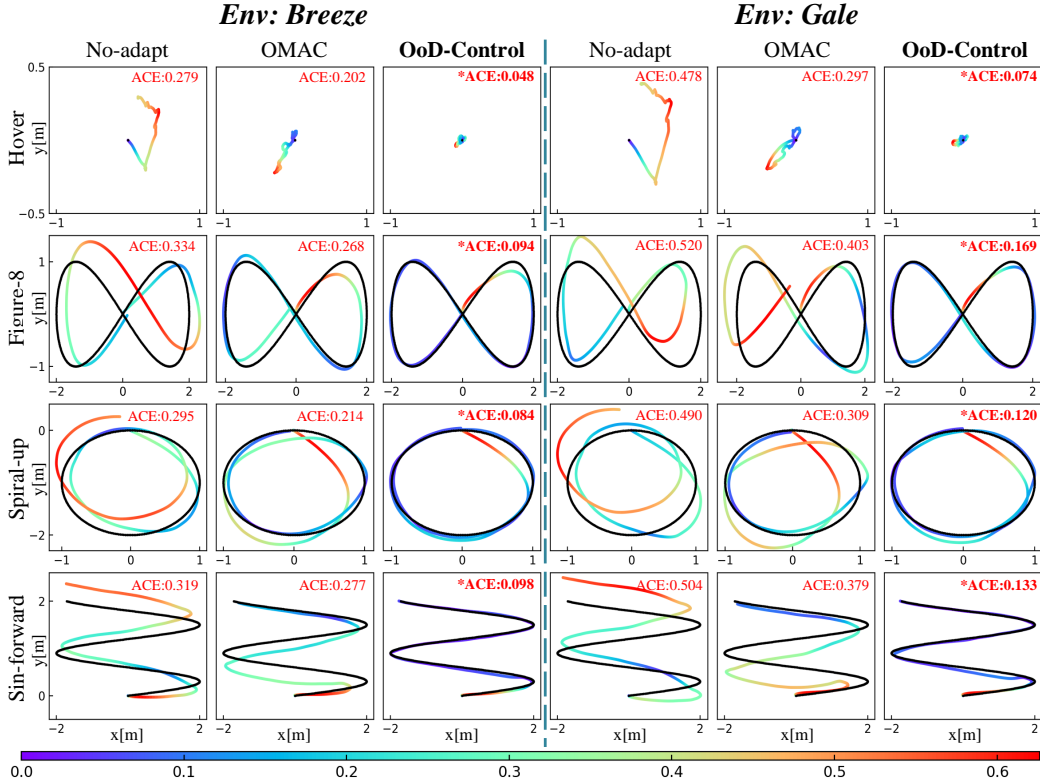 Env: Breeze Env: Gale
No-adapt OMAC OoD-Control No-adapt OMAC OoD-Control
Hover
y[m]
0.5
−0.5
ACE:0.279 ACE:0.202 *ACE:0.048 ACE:0.478 ACE:0.297 *ACE:0.074
−1 1 −1 1 −1 1 −1 1 −1 1 −1 1
Figure-8
y[m]
1
−1
ACE:0.334 ACE:0.268 *ACE:0.094 ACE:0.520 ACE:0.403 *ACE:0.169
−2 0 2 −2 0 2 −2 0 2 −2 0 2 −2 0 2 −2 0 2
Spiral-up
y[m]
0
−2
ACE:0.295 ACE:0.214 *ACE:0.084 ACE:0.490 ACE:0.309 *ACE:0.120
−1 0 1 −1 0 1 −1 0 1 −1 0 1 −1 0 1 −1 0 1
Sin-forward
y[m]
2
0
ACE:0.319 ACE:0.277 *ACE:0.098 ACE:0.504 ACE:0.379 *ACE:0.133
−2 2 −2 2 −2 2 −2 2 −2 2 −2 2
x[m] x[m] x[m] x[m] x[m] x[m]
0.0 0.1 0.2 0.3 0.4 0.5 0.6